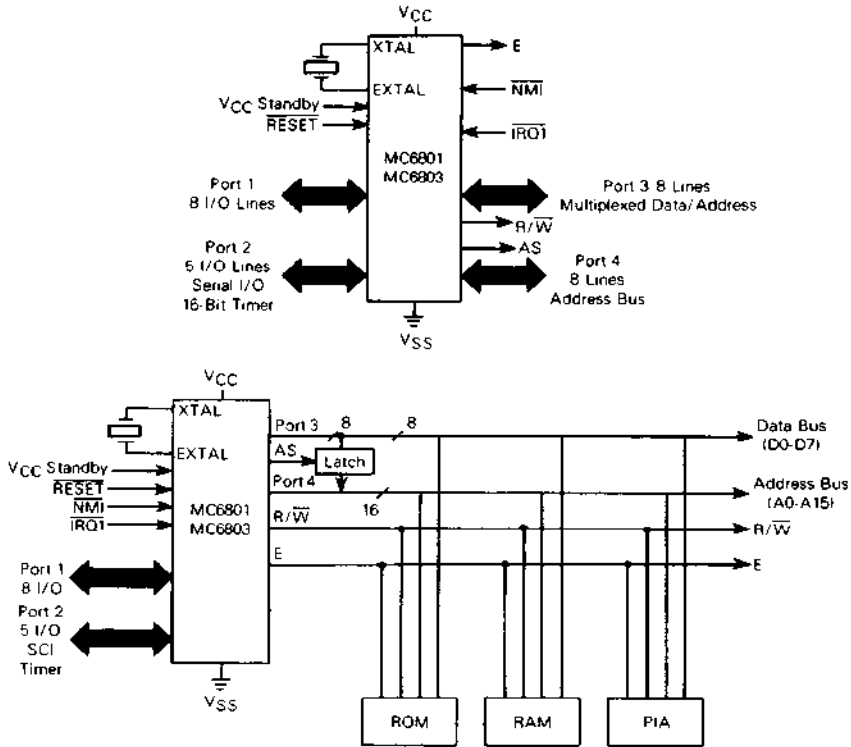 VCC
XTAL
E
EXTAL
NMI
VCC Standby
RESET
IRQ1
MC6801
MC6803
Port 1
8 I/O Lines
Port 3 8 Lines
Multiplexed Data/Address
R/W
AS
Port 2
5 I/O Lines
Serial I/O
16-Bit Timer
Port 4
8 Lines
Address Bus
VSS
VCC
XTAL
Port 3
8
8
Data Bus
(D0-D7)
EXTAL
AS
Latch
VCC Standby
RESET
NMI
IRQ1
Port 4
16
Address Bus
(A0-A15)
MC6801
MC6803
R/W
R/W
E
E
Port 1
8 I/O
Port 2
5 I/O
SCI
Timer
VSS
ROM
RAM
PIA